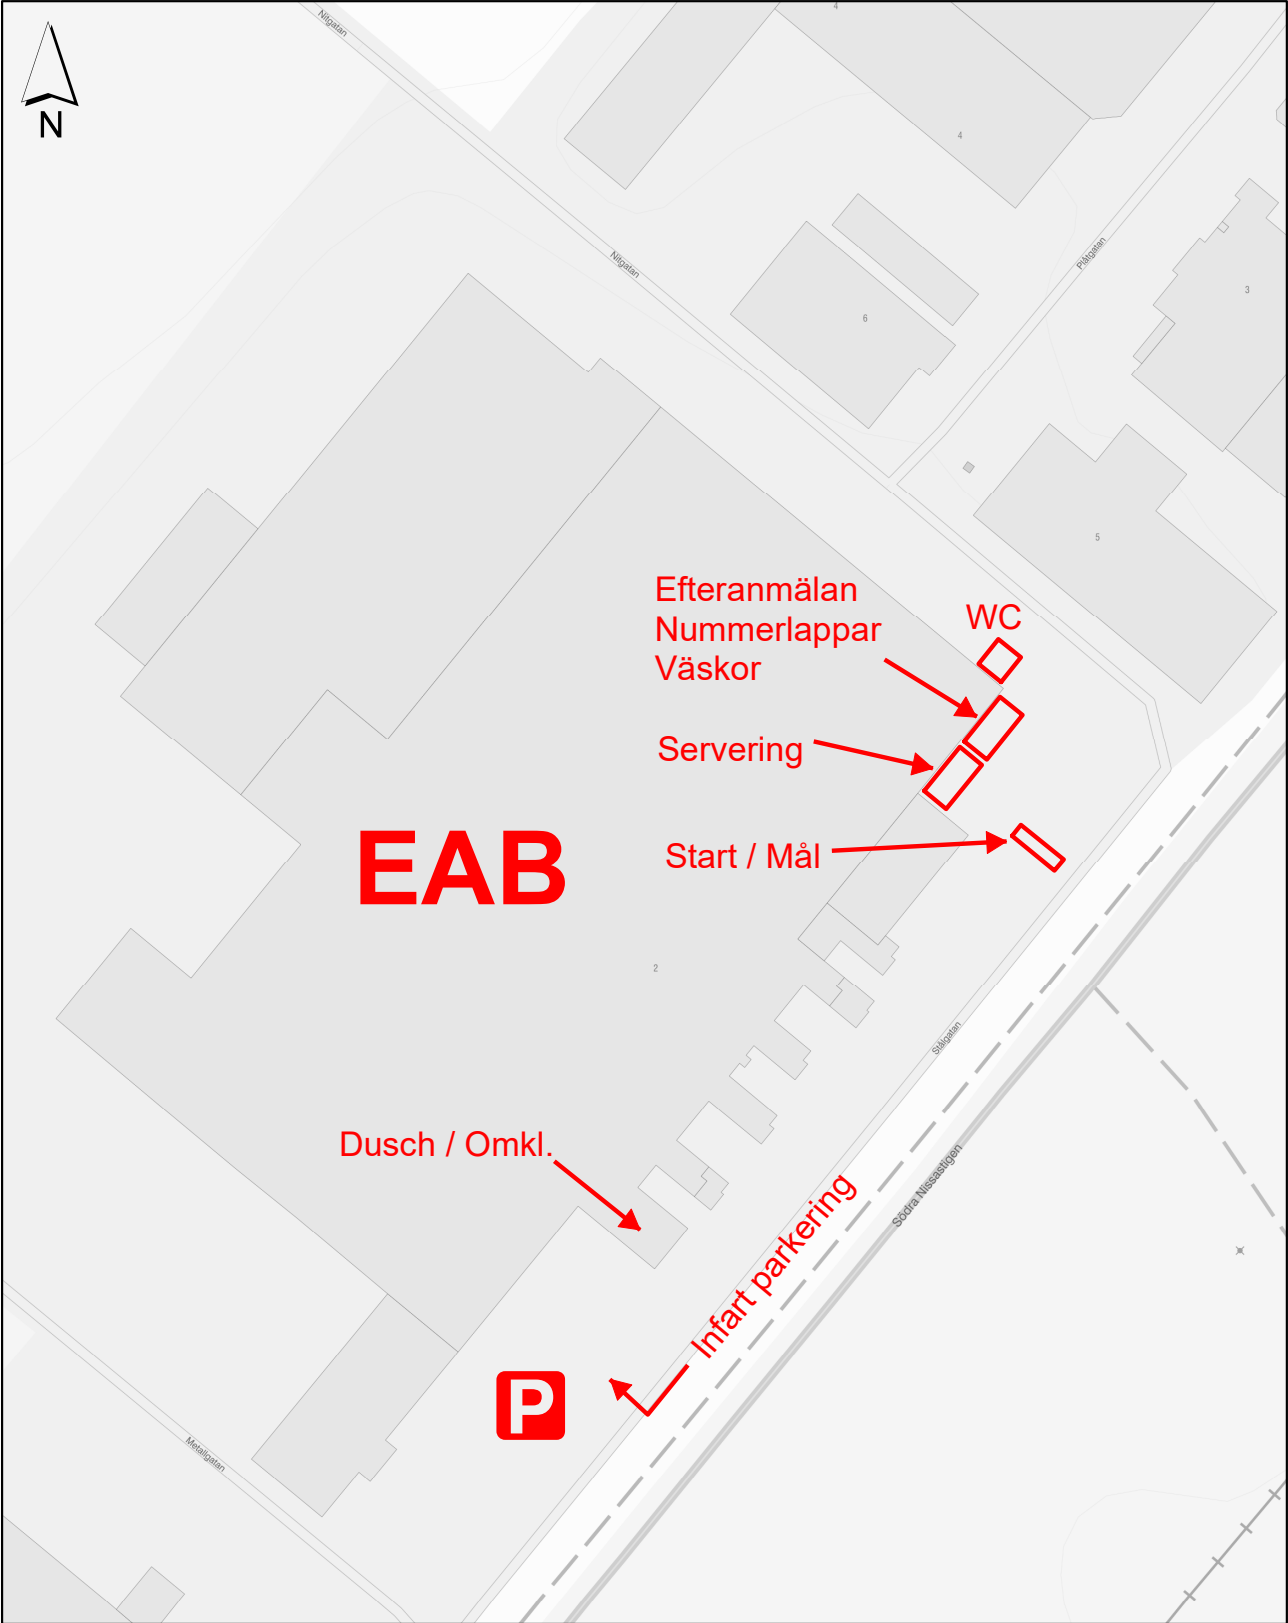 Nitgatan
4
N
4
Nitgatan
Plåtgatan
3
6
5
Efteranmälan
Nummerlappar
Väskor
WC
Servering
EAB
Start / Mål
2
Stålgatan
Dusch / Omkl.
Södra Nissastigen
Infart parkering
P
Metallgatan